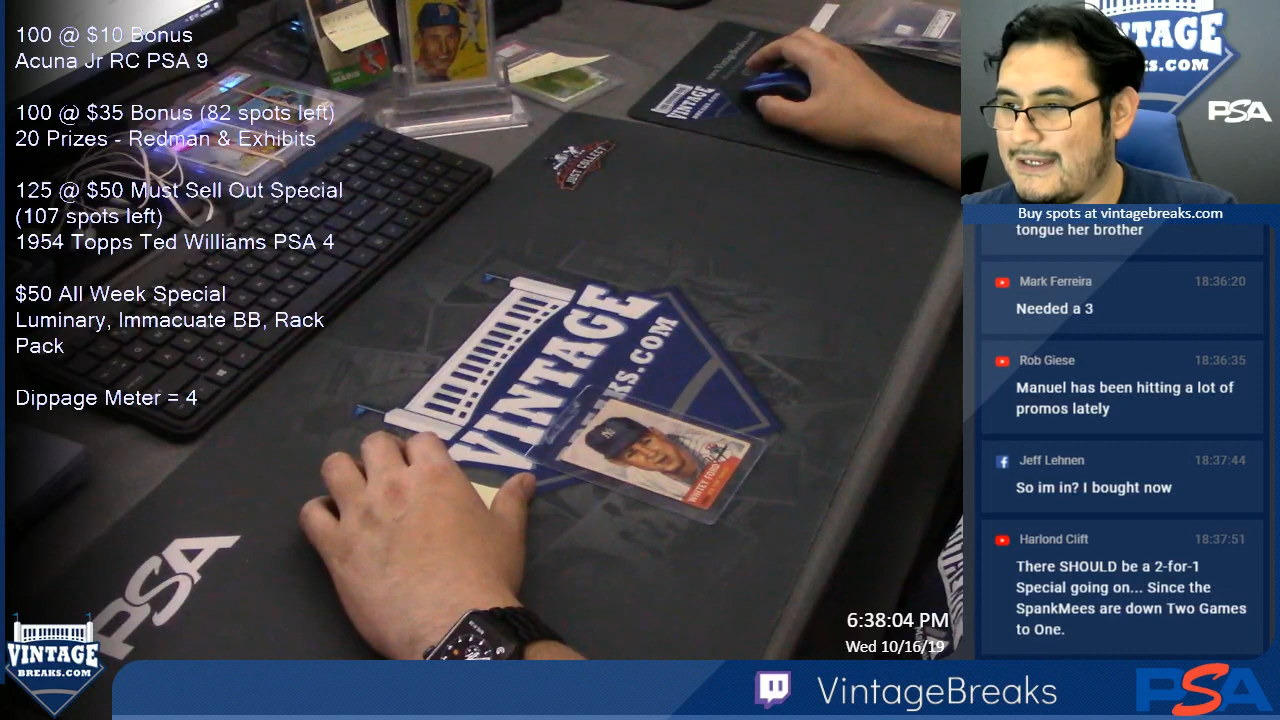 100 @ $10 Bonus
Acuna Jr RC PSA 9
100 @ $35 Bonus (82 spots left)
20 Prizes - Redman & Exhibits
125 @ $50 Must Sell Out Special
(107 spots left)
1954 Topps Ted Williams PSA 4
$50 All Week Special
Luminary, Immacuate BB, Rack
Pack
Dippage Meter = 4
MARIS
VINTAGE
JUST COLLECT
VINTAGE
BREAKS.COM
WHITEY FORD
PSA
VINTAGE
BREAKS.COM
NTAGE
KS.COM
PSA
Buy spots at vintagebreaks.com
tongue her brother
Mark Ferreira 18:36:20
Needed a 3
Rob Giese 18:36:35
Manuel has been hitting a lot of
promos lately
Jeff Lehnen 18:37:44
So im in? I bought now
Harlond Clift 18:37:51
There SHOULD be a 2-for-1
Special going on... Since the
SpankMees are down Two Games
to One.
6:38:04 PM
Wed 10/16/19
VintageBreaks
PSA